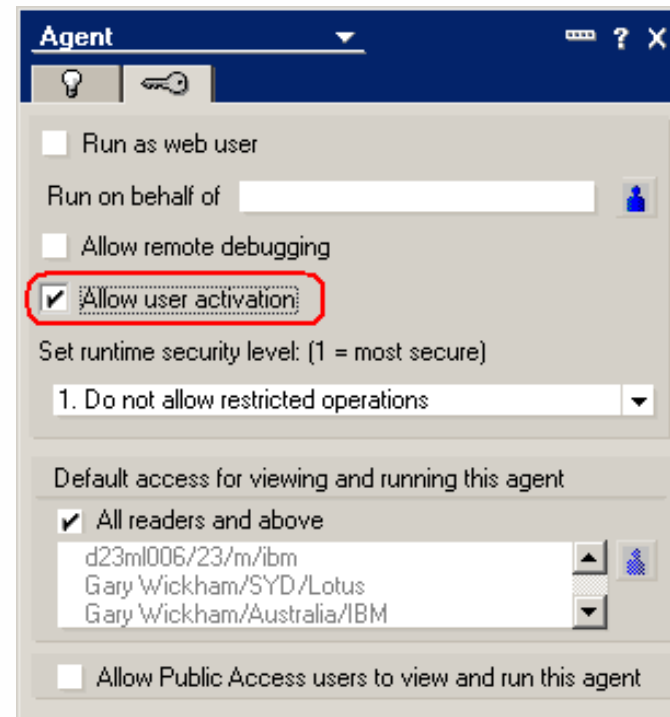 Agent ? X
Run as web user
Run on behalf of
Allow remote debugging
Allow user activation
Set runtime security level: (1 = most secure)
1. Do not allow restricted operations
Default access for viewing and running this agent
All readers and above
d23ml006/23/m/ibm
Gary Wickham/SYD/Lotus
Gary Wickham/Australia/IBM
Allow Public Access users to view and run this agent